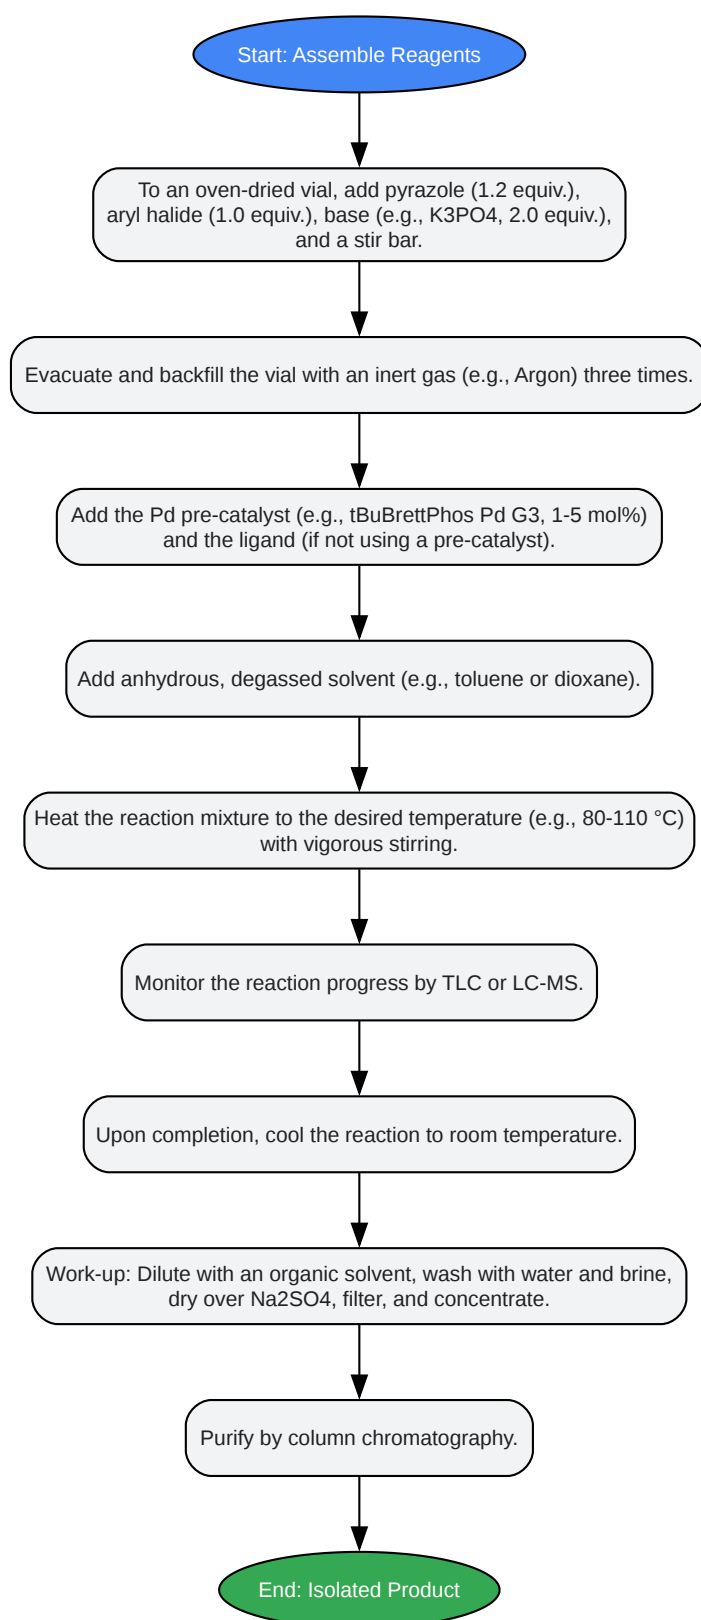 Start: Assemble Reagents
To an oven-dried vial, add pyrazole (1.2 equiv.),
aryl halide (1.0 equiv.), base (e.g., K3PO4, 2.0 equiv.),
and a stir bar.
Evacuate and backfill the vial with an inert gas (e.g., Argon) three times.
Add the Pd pre-catalyst (e.g., tBuBrettPhos Pd G3, 1-5 mol%)
and the ligand (if not using a pre-catalyst).
Add anhydrous, degassed solvent (e.g., toluene or dioxane).
Heat the reaction mixture to the desired temperature (e.g., 80-110 °C)
with vigorous stirring.
Monitor the reaction progress by TLC or LC-MS.
Upon completion, cool the reaction to room temperature.
Work-up: Dilute with an organic solvent, wash with water and brine,
dry over Na2SO4, filter, and concentrate.
Purify by column chromatography.
End: Isolated Product